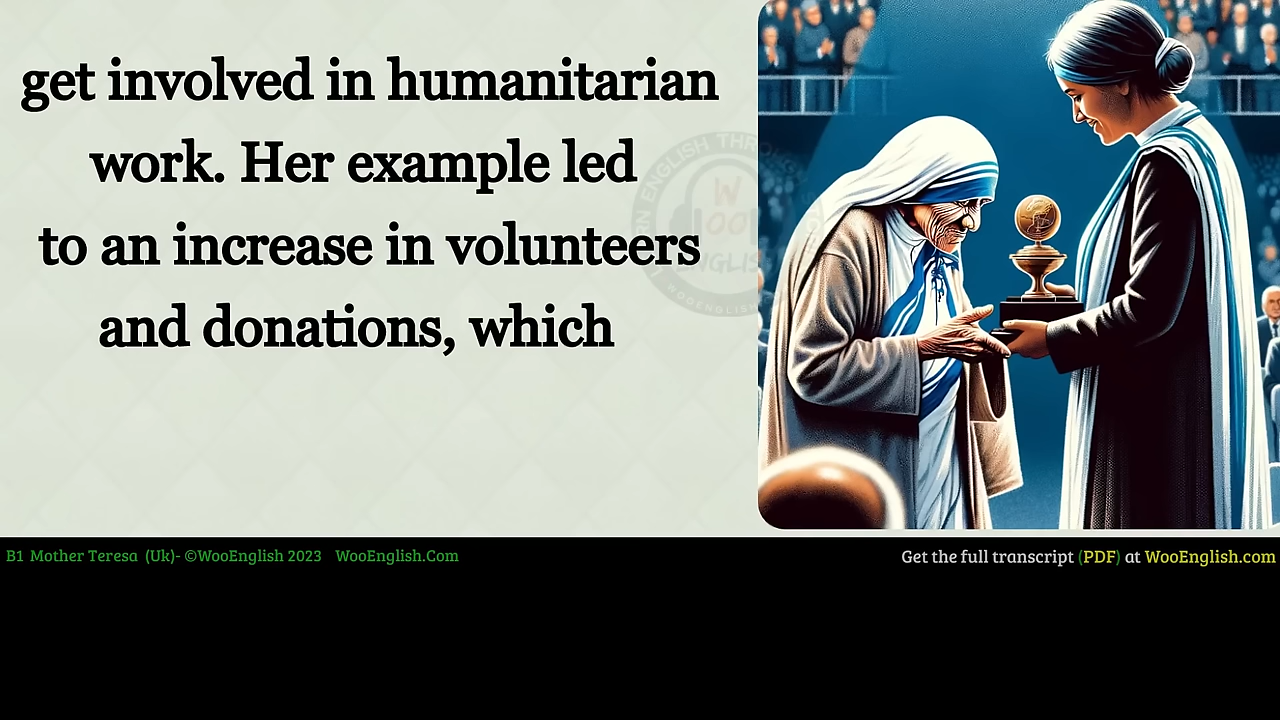 get involved in humanitarian
work. Her example led
to an increase in volunteers
and donations, which
B1 Mother Teresa (Uk)- ©WooEnglish 2023 WooEnglish.Com
Get the full transcript (PDF) at WooEnglish.com